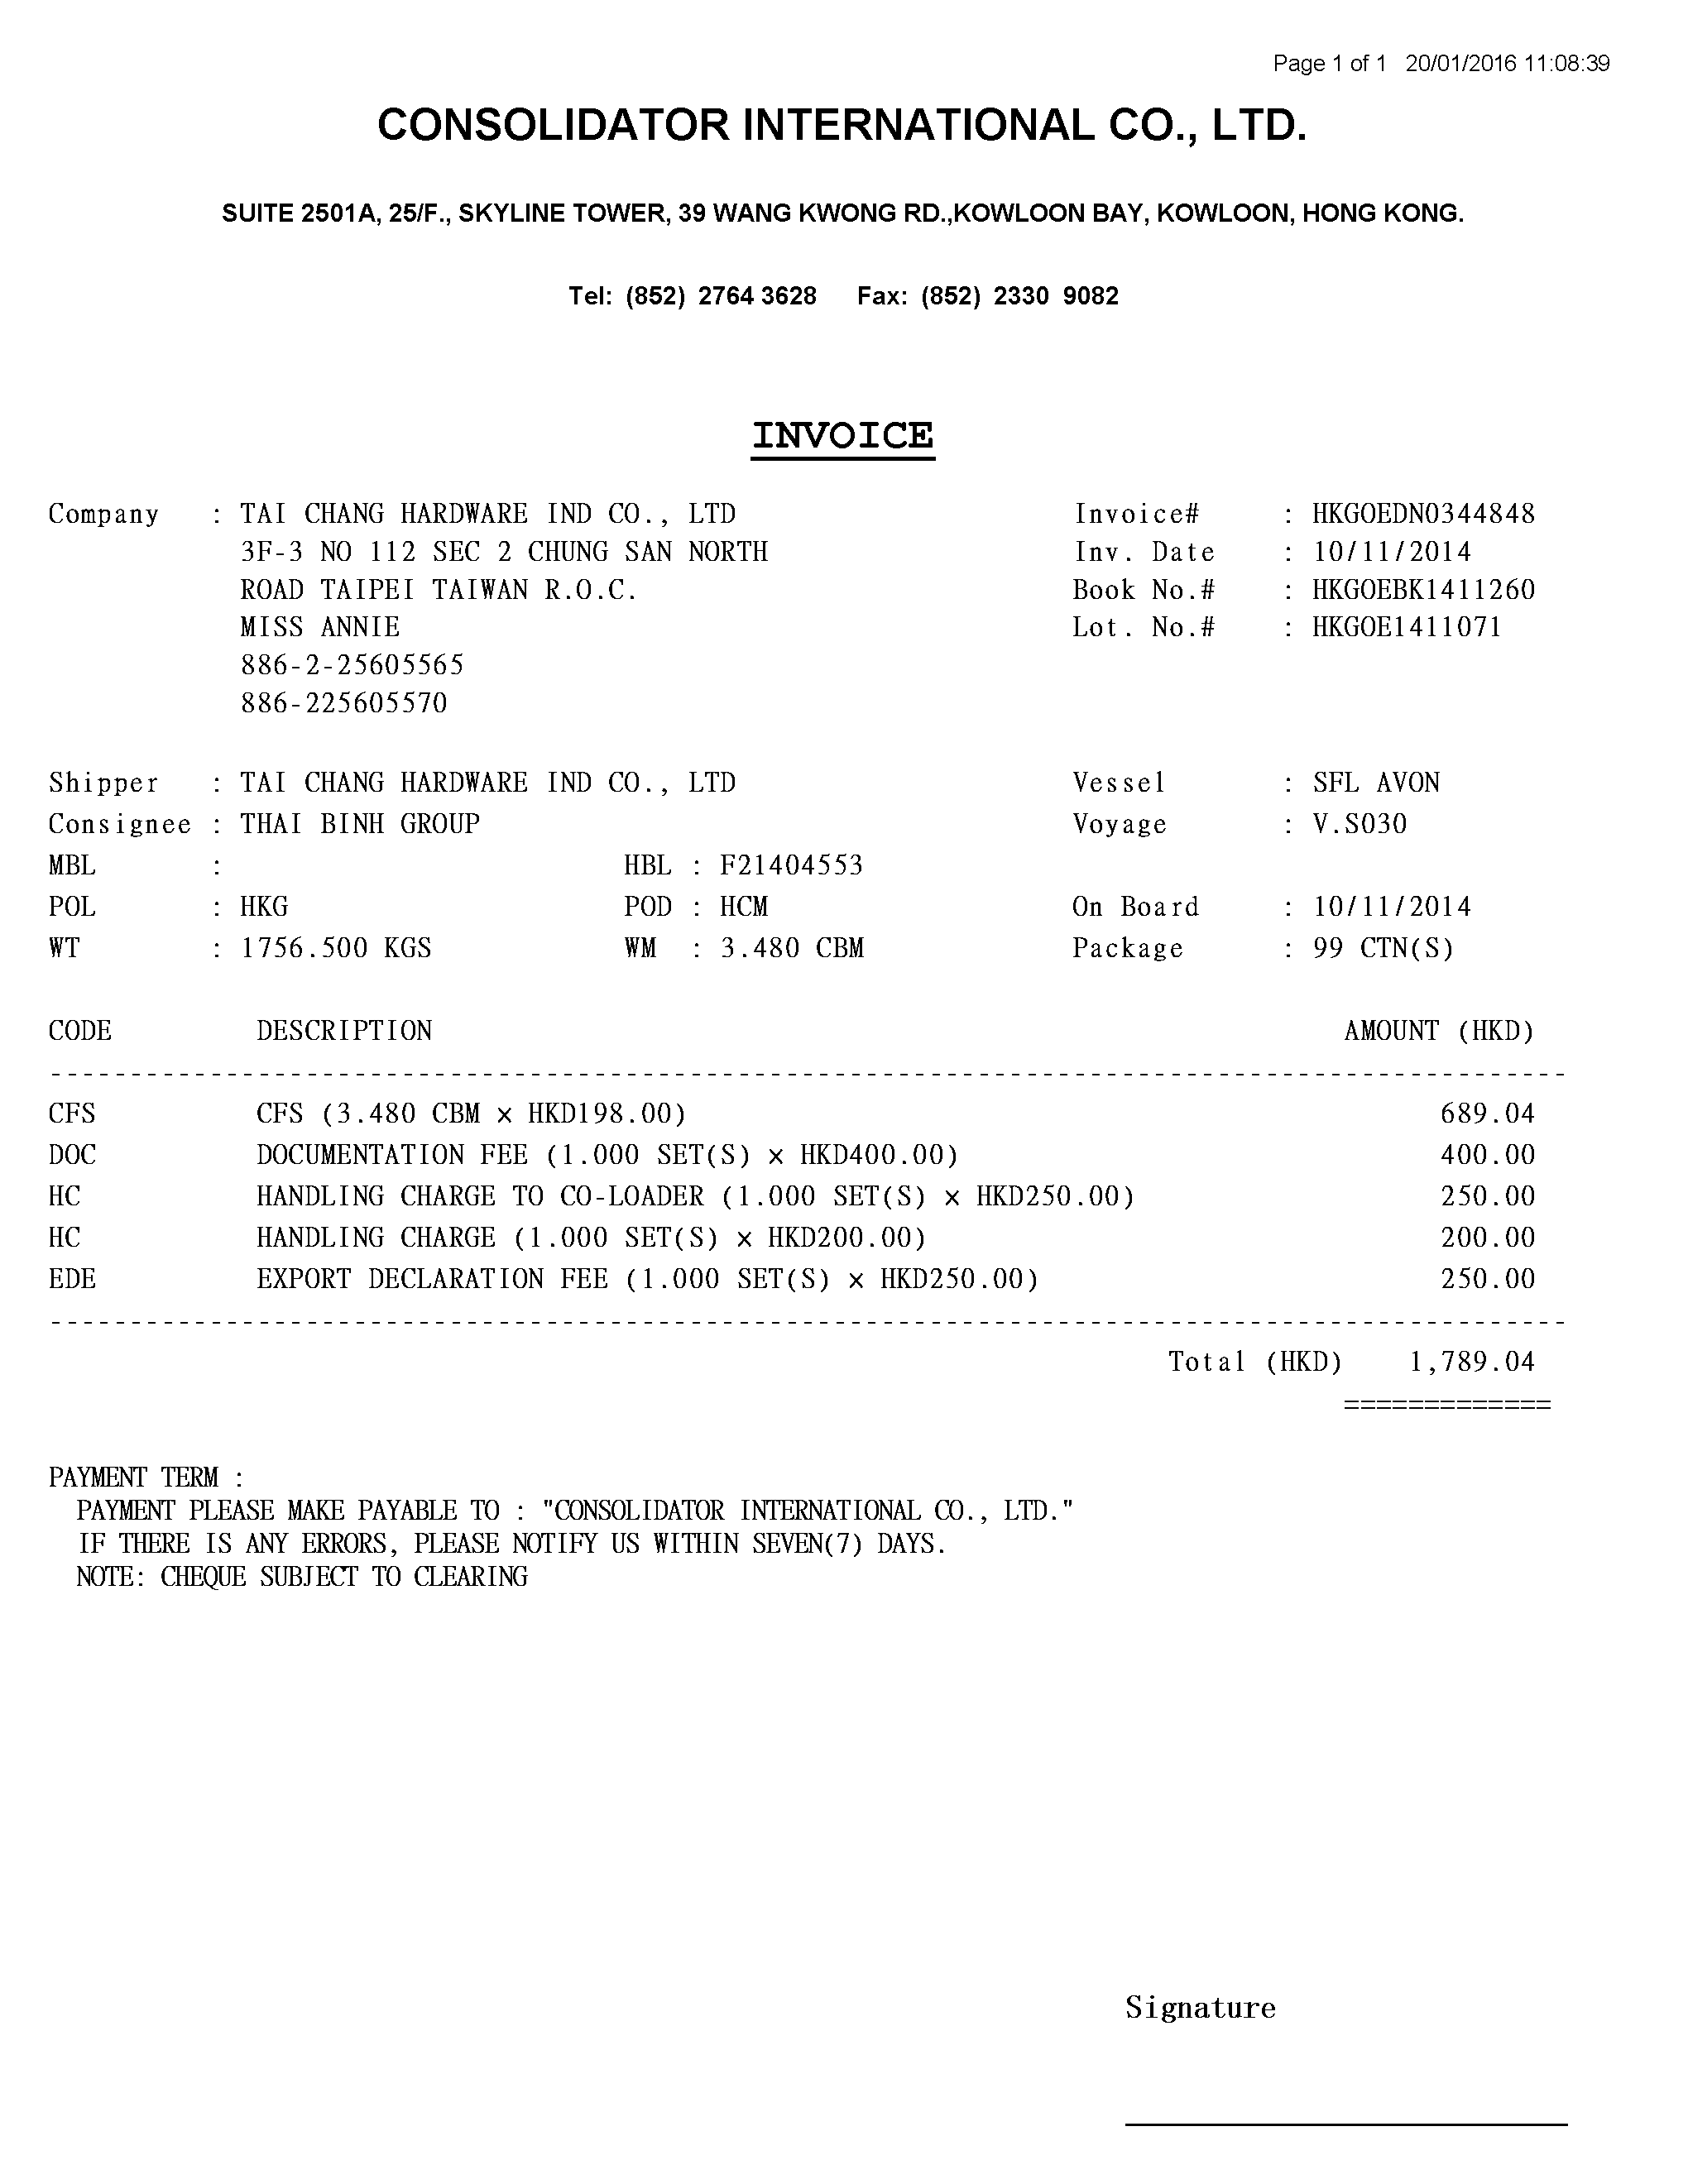 Page 1 of 1 20/01/2016 11:08:39
CONSOLIDATOR INTERNATIONAL CO., LTD.
SUITE 2501A, 25/F., SKYLINE TOWER, 39 WANG KWONG RD.,KOWLOON BAY, KOWLOON, HONG KONG.
Tel: (852) 2764 3628 Fax: (852) 2330 9082
INVOICE
Company : TAI CHANG HARDWARE IND CO., LTD Invoice# : HKGOEDN0344848
3F-3 NO 112 SEC 2 CHUNG SAN NORTH Inv. Date : 10/11/2014
ROAD TAIPEI TAIWAN R.O.C. Book No.# : HKGOEBK1411260
MISS ANNIE Lot. No.# : HKGOE1411071
886-2-25605565
886-225605570
Shipper : TAI CHANG HARDWARE IND CO., LTD Vessel : SFL AVON
Consignee : THAI BINH GROUP Voyage : V.S030
MBL : HBL : F21404553
POL : HKG POD : HCM On Board : 10/11/2014
WT : 1756.500 KGS WM : 3.480 CBM Package : 99 CTN(S)
CODE DESCRIPTION AMOUNT (HKD)
-----------------------------------------------------------------------------------------------
CFS CFS (3.480 CBM × HKD198.00) 689.04
DOC DOCUMENTATION FEE (1.000 SET(S) × HKD400.00) 400.00
HC HANDLING CHARGE TO CO-LOADER (1.000 SET(S) × HKD250.00) 250.00
HC HANDLING CHARGE (1.000 SET(S) × HKD200.00) 200.00
EDE EXPORT DECLARATION FEE (1.000 SET(S) × HKD250.00) 250.00
-----------------------------------------------------------------------------------------------
Total (HKD) 1,789.04
=============
PAYMENT TERM :
PAYMENT PLEASE MAKE PAYABLE TO : "CONSOLIDATOR INTERNATIONAL CO., LTD."
IF THERE IS ANY ERRORS, PLEASE NOTIFY US WITHIN SEVEN(7) DAYS.
NOTE: CHEQUE SUBJECT TO CLEARING
Signature